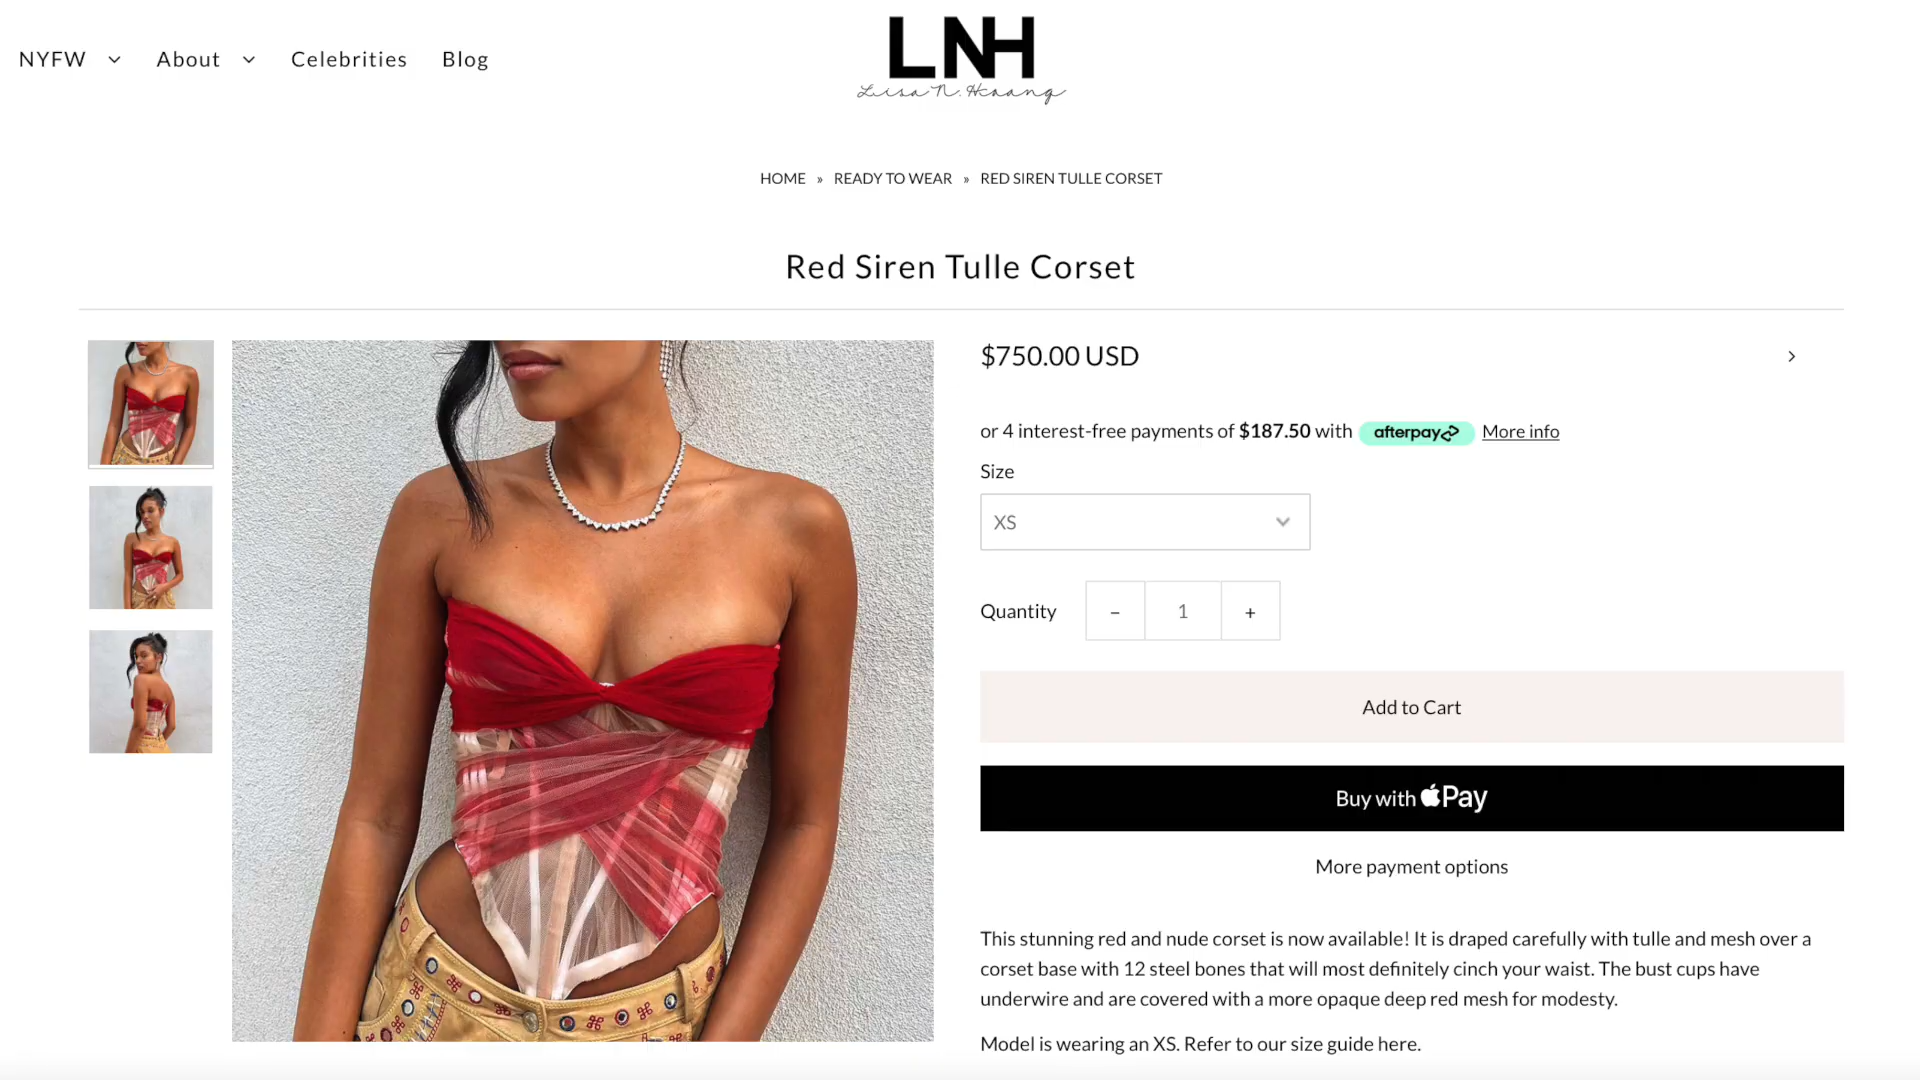 NYFW
About
Celebrities
Blog
LNH
Lisa N. Hoang
HOME » READY TO WEAR » RED SIREN TULLE CORSET
Red Siren Tulle Corset
$750.00 USD
or 4 interest-free payments of $187.50 with afterpay More info
Size
XS
Quantity
- 1 +
Add to Cart
Buy with Pay
More payment options
This stunning red and nude corset is now available! It is draped carefully with tulle and mesh over a
corset base with 12 steel bones that will most definitely cinch your waist. The bust cups have
underwire and are covered with a more opaque deep red mesh for modesty.
Model is wearing an XS. Refer to our size guide here.